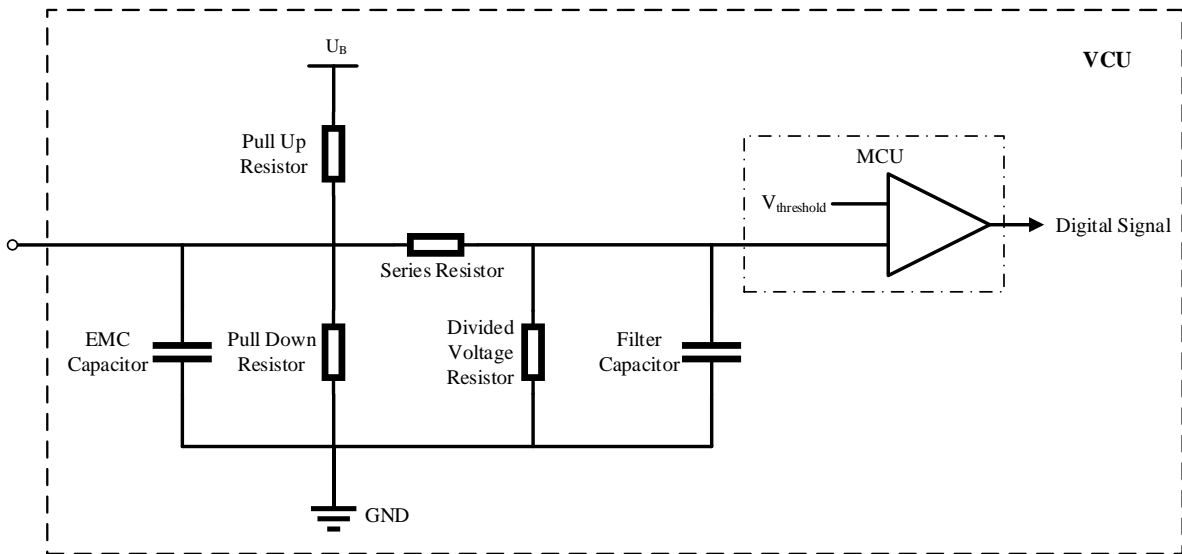 U_B
VCU
Pull Up
Resistor
MCU
V_threshold
Digital Signal
Series Resistor
EMC
Capacitor
Pull Down
Resistor
Divided
Voltage
Resistor
Filter
Capacitor
GND